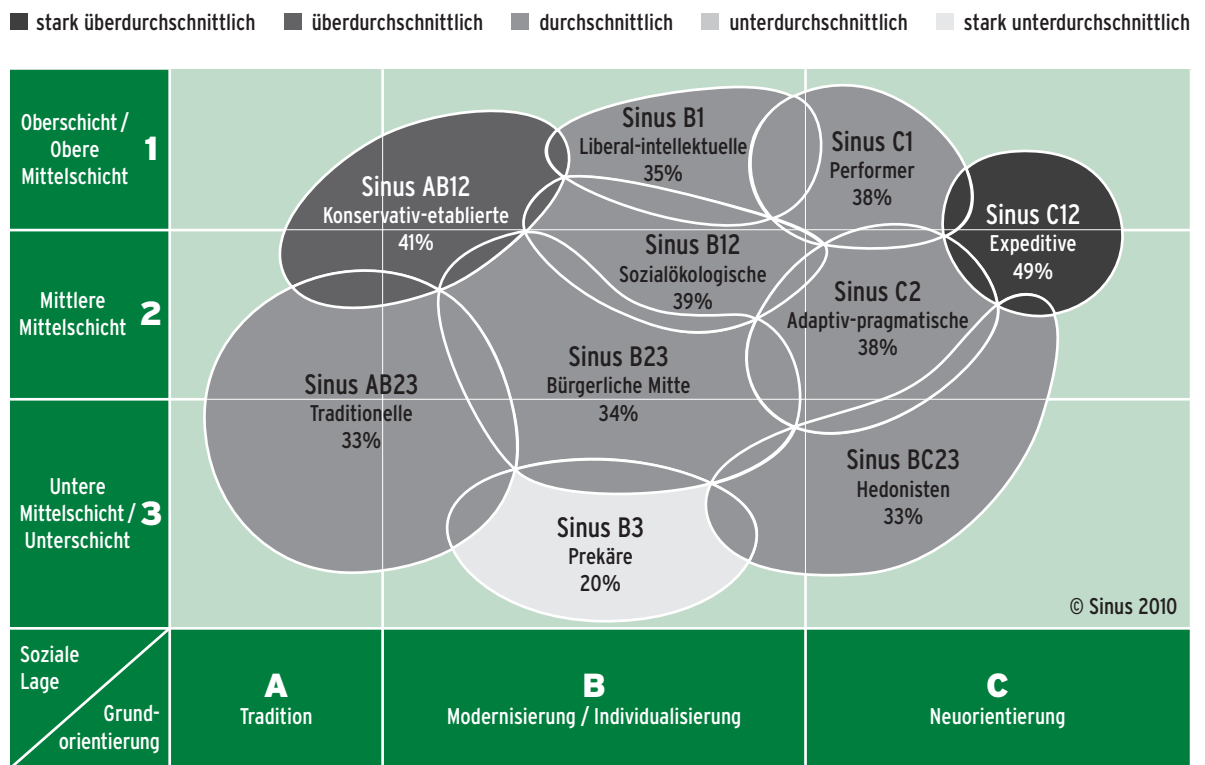 stark überdurchschnittlich überdurchschnittlich durchschnittlich unterdurchschnittlich stark unterdurchschnittlich
Oberschicht /
Obere
Mittelschicht
1
Mittlere
Mittelschicht
2
Untere
Mittelschicht /
Unterschicht
3
Sinus AB12
Konservativ-etablierte
41%
Sinus B1
Liberal-intellektuelle
35%
Sinus C1
Performer
38%
Sinus C12
Expeditive
49%
Sinus B12
Sozialökologische
39%
Sinus C2
Adaptiv-pragmatische
38%
Sinus AB23
Traditionelle
33%
Sinus B23
Bürgerliche Mitte
34%
Sinus BC23
Hedonisten
33%
Sinus B3
Prekäre
20%
© Sinus 2010
Soziale
Lage
Grund-
orientierung
A
Tradition
B
Modernisierung / Individualisierung
C
Neuorientierung